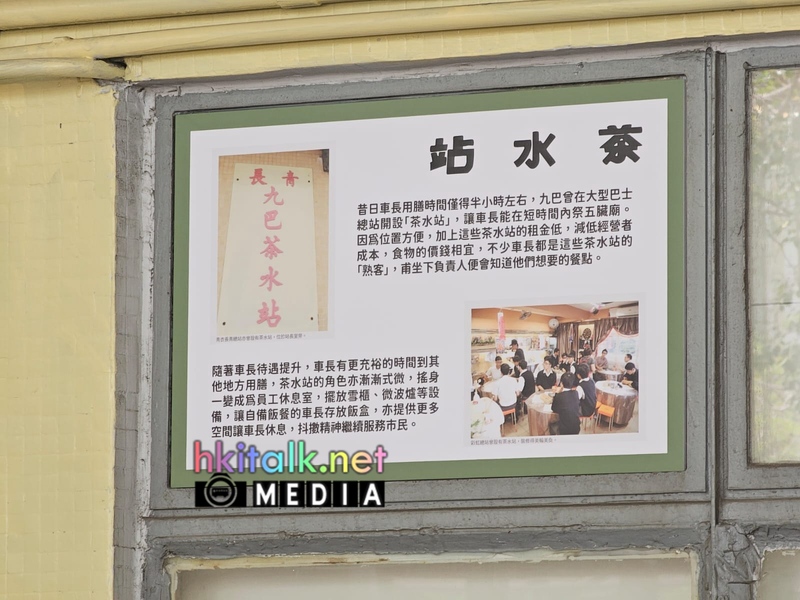 站水茶
昔日車長用膳時間僅得半小時左右，九巴曾在大型巴士
總站開設「茶水站」，讓車長能在短時間內祭五臟廟。
因為位置方便，加上這些茶水站的租金低，減低經營者
成本，食物的價錢相宜，不少車長都是這些茶水站的
「熟客」，甫坐下負責人便會知道他們想要的餐點。
長青
九
巴
茶
水
站
隨著車長待遇提升，車長有更充裕的時間到其
他地方用膳，茶水站的角色亦漸漸式微，搖身
一變成為員工休息室，擺放雪櫃、微波爐等設
備，讓自備飯餐的車長存放飯盒，亦提供更多
空間讓車長休息，抖擻精神繼續服務市民。
hkitalk.net
MEDIA